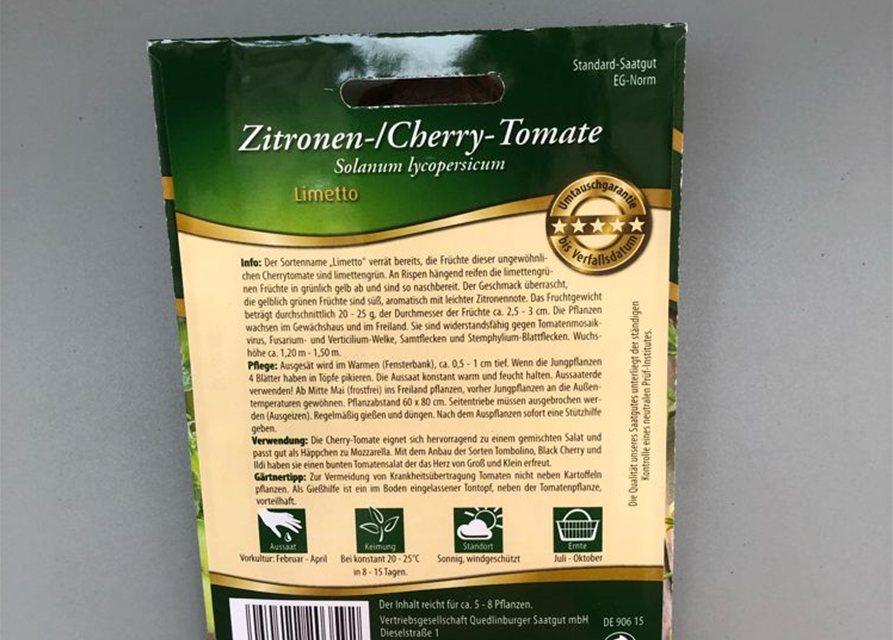 Standard-Saatgut
EG-Norm
Zitronen-/Cherry-Tomate
Solanum lycopersicum
Limetto
Umtauschgarantie
bis Verfallsdatum
Info: Der Sortenname „Limetto" verrät bereits, die Früchte dieser ungewöhnli-
chen Cherrytomate sind limettengrün. An Rispen hängend reifen die limettengrü-
nen Früchte in grünlich gelb ab und sind so naschbereit. Der Geschmack überrascht,
die gelblich grünen Früchte sind süß, aromatisch mit leichter Zitronennote. Das Fruchtgewicht
beträgt durchschnittlich 20 - 25 g, der Durchmesser der Früchte ca. 2,5 - 3 cm. Die Pflanzen
wachsen im Gewächshaus und im Freiland. Sie sind widerstandsfähig gegen Tomatenmosaik-
virus, Fusarium- und Verticilium-Welke, Samtflecken und Stemphylium-Blattflecken. Wuchs-
höhe ca. 1,20 m - 1,50 m.
Pflege: Ausgesät wird im Warmen (Fensterbank), ca. 0,5 - 1 cm tief. Wenn die Jungpflanzen
4 Blätter haben in Töpfe pikieren. Die Aussaat konstant warm und feucht halten. Aussaaterde
verwenden! Ab Mitte Mai (frostfrei) ins Freiland pflanzen, vorher Jungpflanzen an die Außen-
temperaturen gewöhnen. Pflanzabstand 60 x 80 cm. Seitentriebe müssen ausgebrochen wer-
den (Ausgeizen). Regelmäßig gießen und düngen. Nach dem Auspflanzen sofort eine Stützhilfe
geben.
Verwendung: Die Cherry-Tomate eignet sich hervorragend zu einem gemischten Salat und
passt gut als Häppchen zu Mozzarella. Mit dem Anbau der Sorten Tombolino, Black Cherry und
Ildi haben sie einen bunten Tomatensalat der das Herz von Groß und Klein erfreut.
Gärtnertipp: Zur Vermeidung von Krankheitsübertragung Tomaten nicht neben Kartoffeln
pflanzen. Als Gießhilfe ist ein im Boden eingelassener Tontopf, neben der Tomatenpflanze,
vorteilhaft.
Die Qualität unseres Saatgutes unterliegt der ständigen
Kontrolle eines neutralen Prüf-Institutes.
Aussaat
Vorkultur: Februar - April
Keimung
Bei konstant 20 - 25°C
in 8 - 15 Tagen.
Standort
Sonnig, windgeschützt
Ernte
Juli - Oktober
Der Inhalt reicht für ca. 5 - 8 Pflanzen.
Vertriebsgesellschaft Quedlinburger Saatgut mbH
Dieselstraße 1
DE 906 15